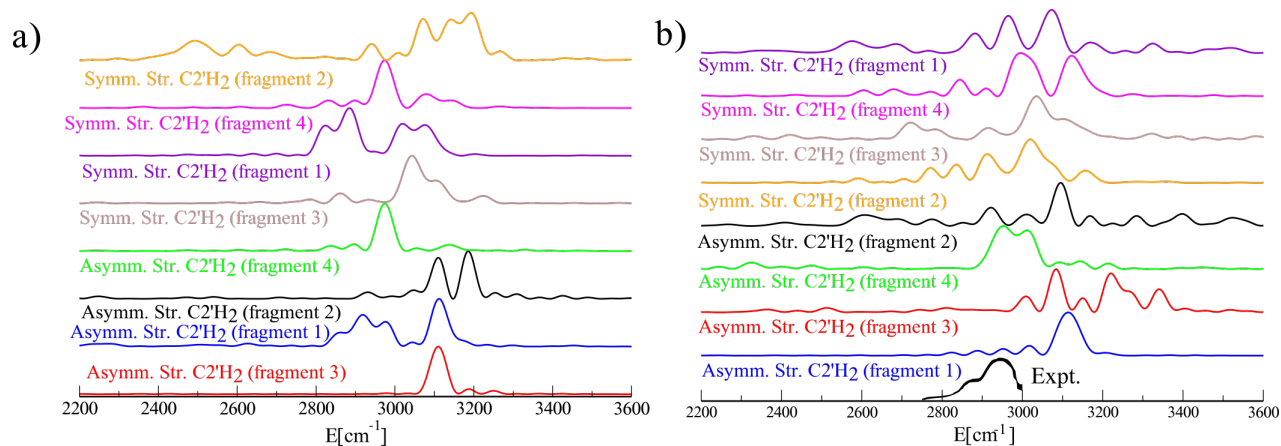 a)
Symm. Str. C2'H2 (fragment 2)
Symm. Str. C2'H2 (fragment 4)
Symm. Str. C2'H2 (fragment 1)
Symm. Str. C2'H2 (fragment 3)
Asymm. Str. C2'H2 (fragment 4)
Asymm. Str. C2'H2 (fragment 2)
Asymm. Str. C2'H2 (fragment 1)
Asymm. Str. C2'H2 (fragment 3)
2200 2400 2600 2800 3000 3200 3400 3600
E[cm-1]
b)
Symm. Str. C2'H2 (fragment 1)
Symm. Str. C2'H2 (fragment 4)
Symm. Str. C2'H2 (fragment 3)
Symm. Str. C2'H2 (fragment 2)
Asymm. Str. C2'H2 (fragment 2)
Asymm. Str. C2'H2 (fragment 4)
Asymm. Str. C2'H2 (fragment 3)
Asymm. Str. C2'H2 (fragment 1)
Expt.
2200 2400 2600 2800 3000 3200 3400 3600
E[cm-1]